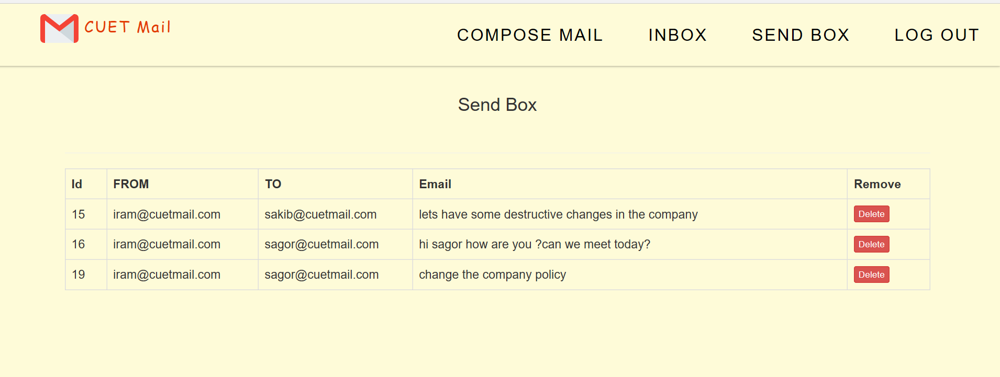 CUET Mail
COMPOSE MAIL INBOX SEND BOX LOG OUT
Send Box
Id FROM TO Email Remove
15 iram@cuetmail.com sakib@cuetmail.com lets have some destructive changes in the company Delete
16 iram@cuetmail.com sagor@cuetmail.com hi sagor how are you ?can we meet today? Delete
19 iram@cuetmail.com sagor@cuetmail.com change the company policy Delete